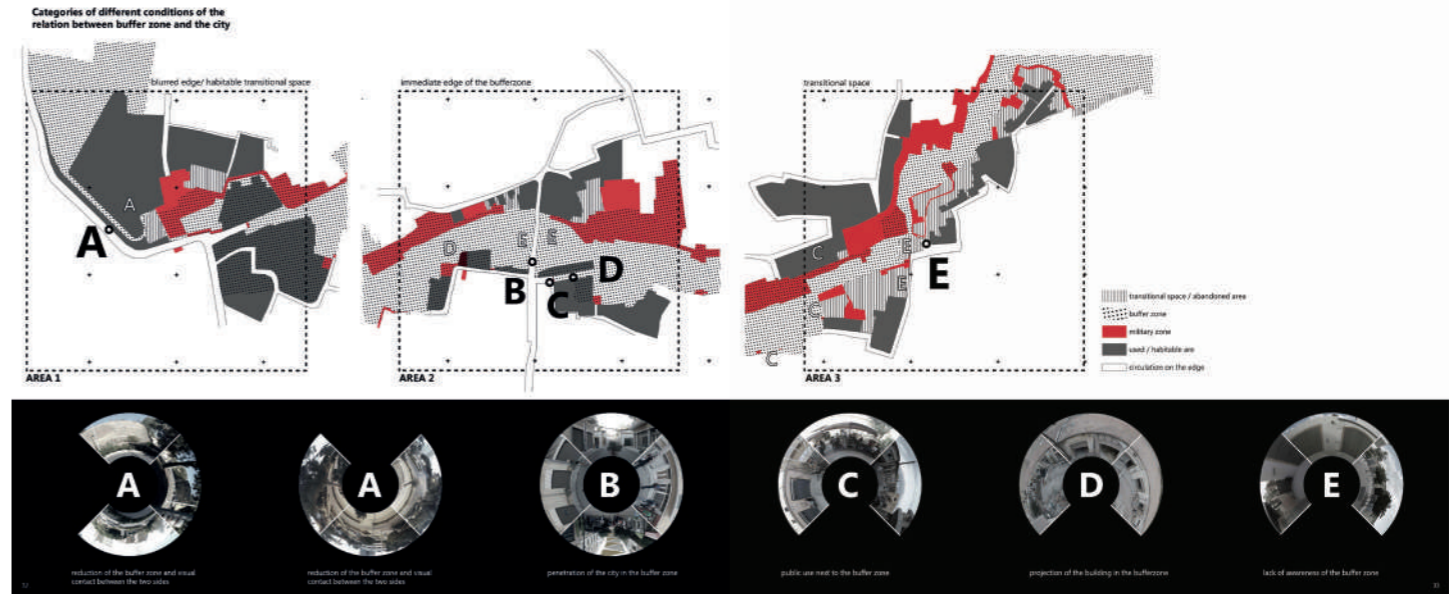 Categories of different conditions of the
relation between buffer zone and the city
blurred edge/ habitable transitional space
immediate edge of the bufferzone
transitional space
A
A
D
E
E
B
C
D
C
E
E
E
C
C
transitional space / abandoned area
buffer zone
military zone
used / habitable are
circulation on the edge
AREA 1
AREA 2
AREA 3
A
A
B
C
D
E
reduction of the buffer zone and visual
contact between the two sides
reduction of the buffer zone and visual
contact between the two sides
penetration of the city in the buffer zone
public use next to the buffer zone
projection of the building in the bufferzone
lack of awareness of the buffer zone